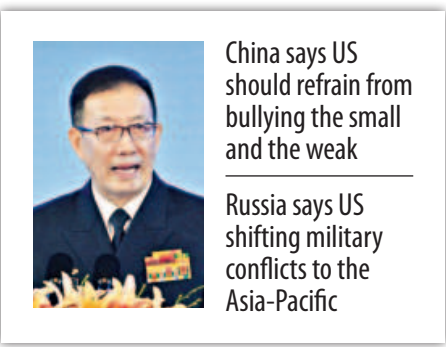 China says US
should refrain from
bullying the small
and the weak
Russia says US
shifting military
conflicts to the
Asia-Pacific